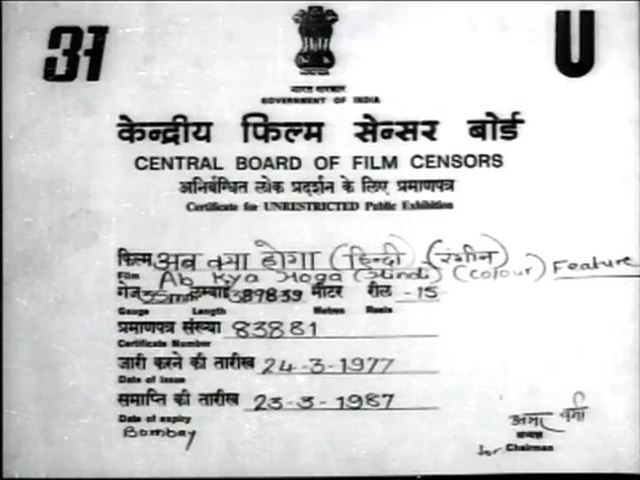 अ U
भारत सरकार
GOVERNMENT OF INDIA
केन्द्रीय फिल्म सेन्सर बोर्ड
CENTRAL BOARD OF FILM CENSORS
अनिर्बन्धित लोक प्रदर्शन के लिए प्रमाणपत्र
Certificate for UNRESTRICTED Public Exhibition
फिल्म अब क्या होगा (हिन्दी) (रंगीन)
Film Ab Kya Hoga (Hindi) (colour) Feature
गेज 35mm लम्बाई 3898.39 मीटर रील -15
Gauge Length Metres Reels
प्रमाणपत्र संख्या 83881
Certificate Number
जारी करने की तारीख 24-3-1977
Date of Issue
समाप्ति की तारीख 23-3-1987
Date of expiry
Bombay
अध्यक्ष
for Chairman